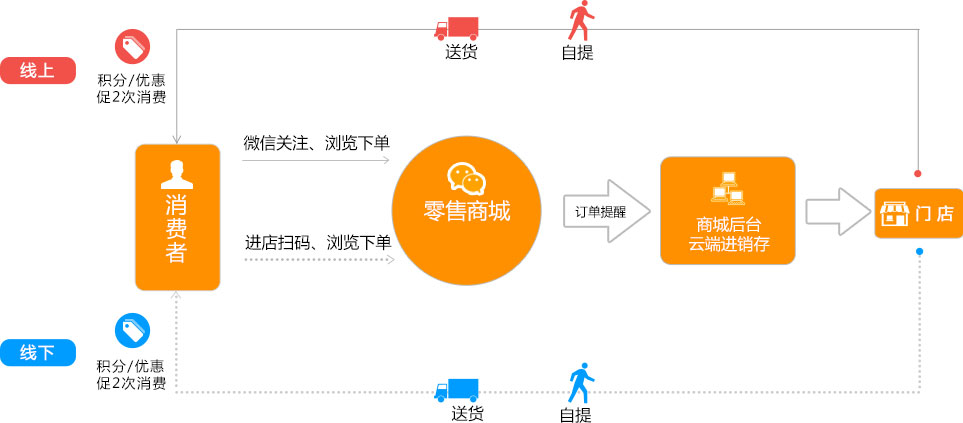 送货
自提
线上
积分/优惠
促2次消费
微信关注、浏览下单
消费者
零售商城
订单提醒
商城后台
云端进销存
门店
进店扫码、浏览下单
线下
积分/优惠
促2次消费
送货
自提